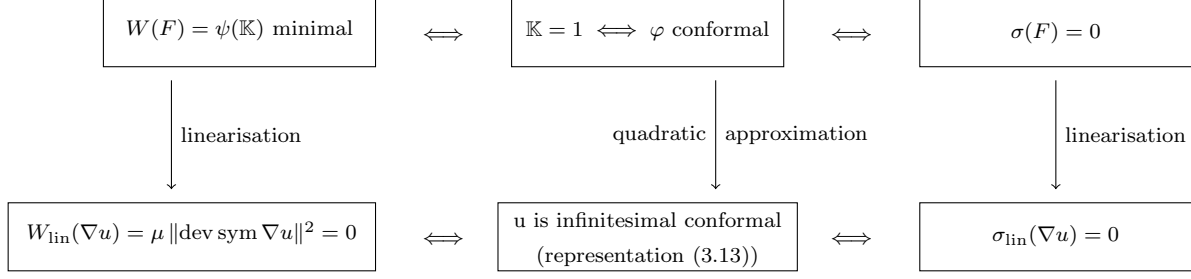 W(F) = ψ(𝕂) minimal ⟺ 𝕂 = 1 ⟺ φ conformal ⟺ σ(F) = 0
linearisation quadratic approximation linearisation
W_lin(∇u) = μ ‖dev sym ∇u‖² = 0 ⟺ u is infinitesimal conformal ⟺ σ_lin(∇u) = 0
(representation (3.13))